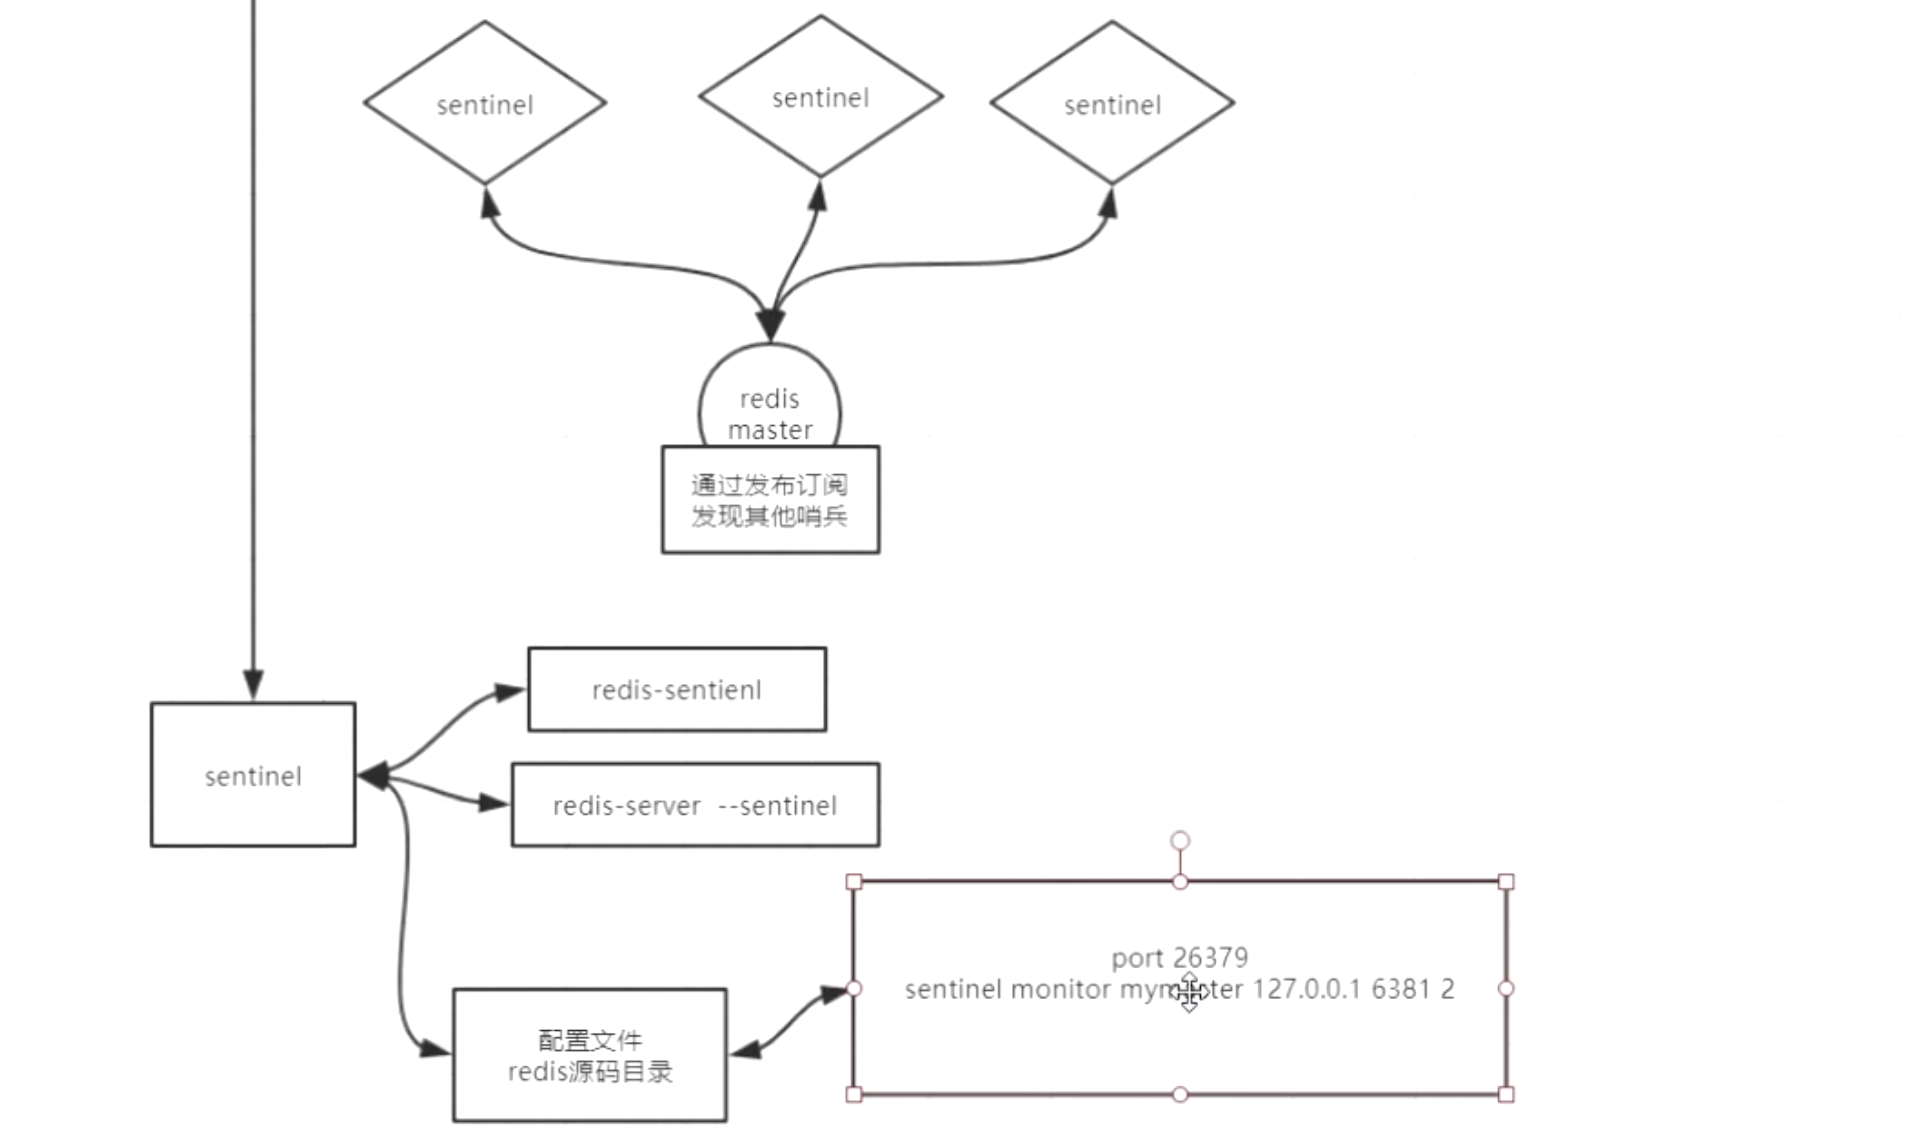 sentinel
sentinel
sentinel
redis
master
通过发布订阅
发现其他哨兵
redis-sentienl
sentinel
redis-server --sentinel
port 26379
sentinel monitor 127.0.0.1 6381 2
配置文件
redis源码目录